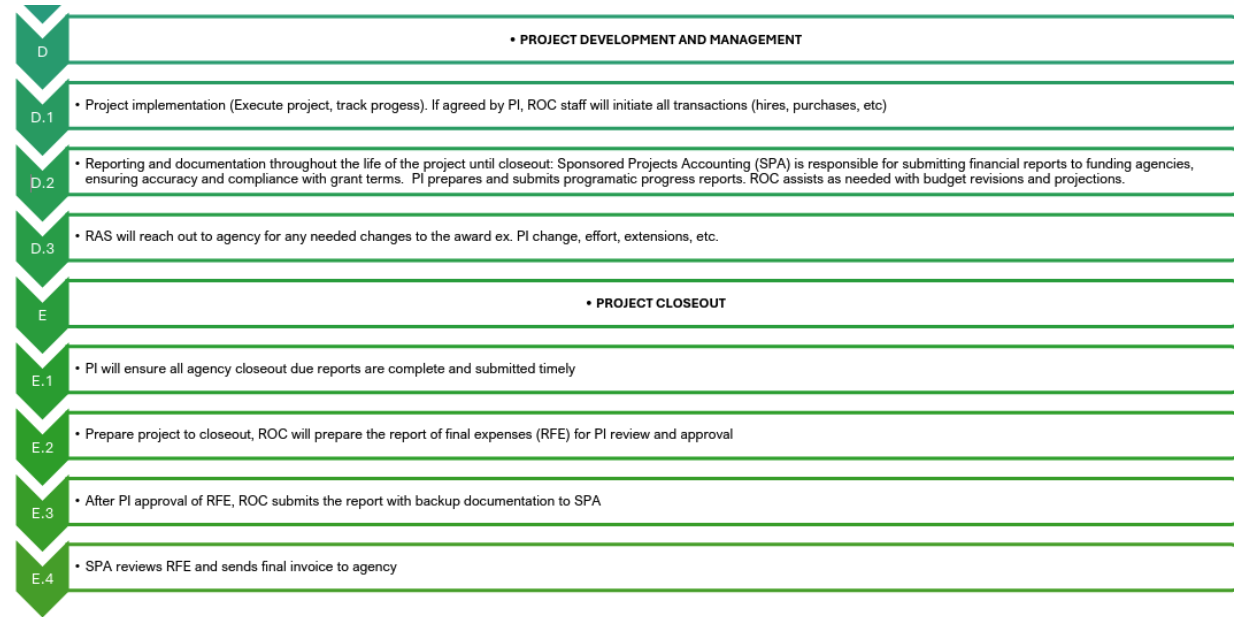 D
• PROJECT DEVELOPMENT AND MANAGEMENT
D.1
• Project implementation (Execute project, track progess). If agreed by PI, ROC staff will initiate all transactions (hires, purchases, etc)
D.2
• Reporting and documentation throughout the life of the project until closeout: Sponsored Projects Accounting (SPA) is responsible for submitting financial reports to funding agencies,
ensuring accuracy and compliance with grant terms.  PI prepares and submits programatic progress reports. ROC assists as needed with budget revisions and projections.
D.3
• RAS will reach out to agency for any needed changes to the award ex. PI change, effort, extensions, etc.
E
• PROJECT CLOSEOUT
E.1
• PI will ensure all agency closeout due reports are complete and submitted timely
E.2
• Prepare project to closeout, ROC will prepare the report of final expenses (RFE) for PI review and approval
E.3
• After PI approval of RFE, ROC submits the report with backup documentation to SPA
E.4
• SPA reviews RFE and sends final invoice to agency